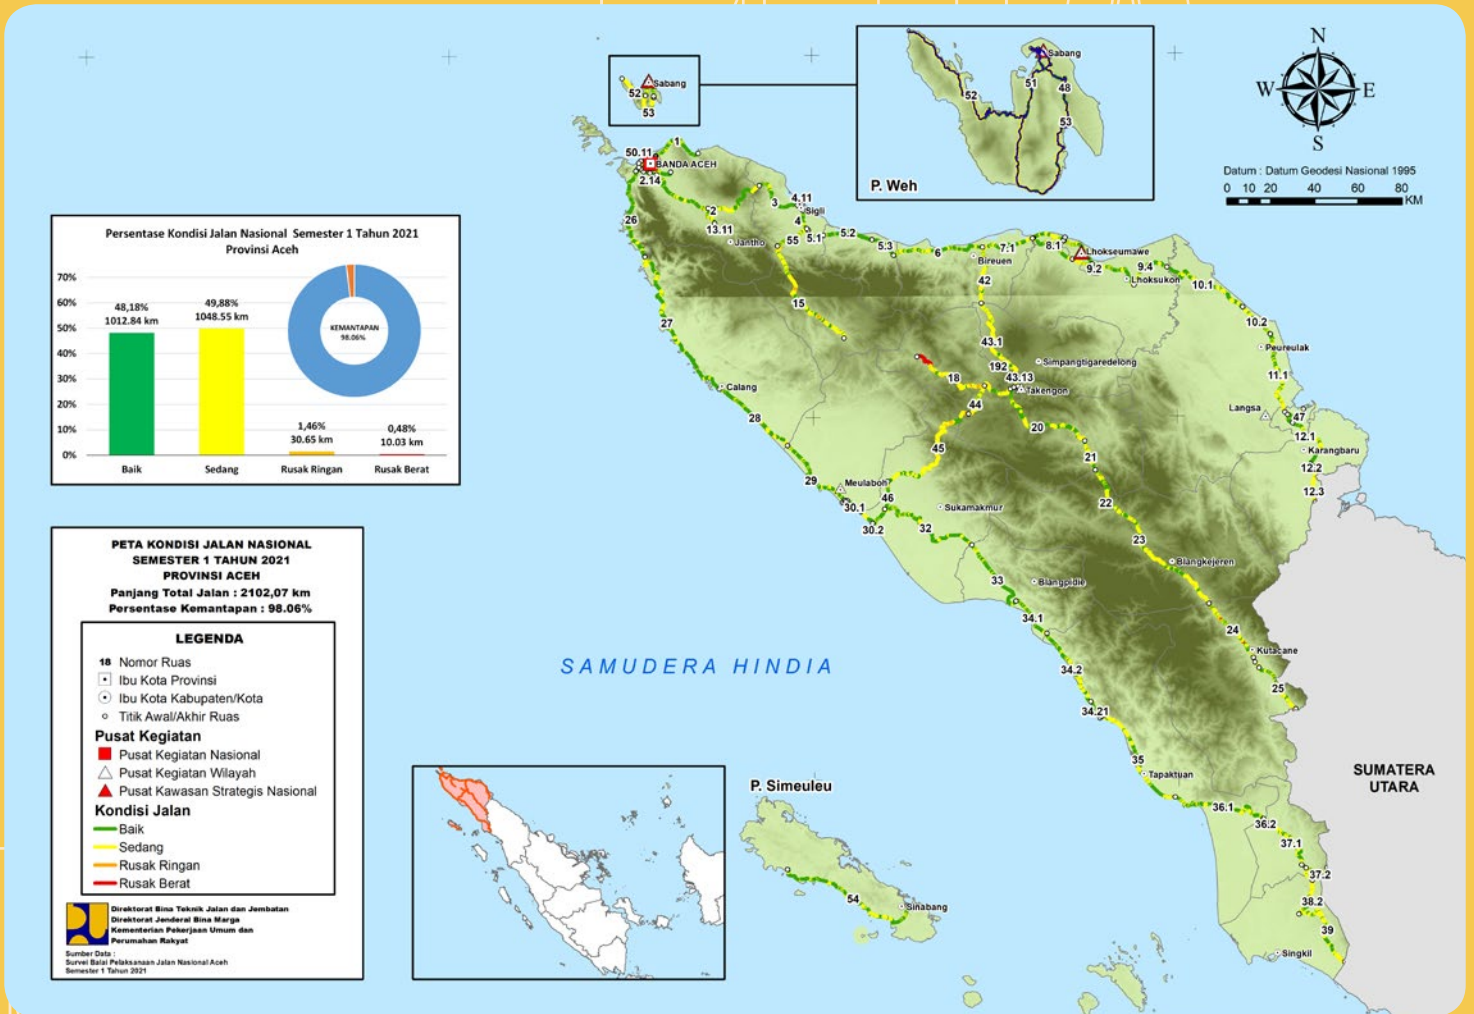 N
W
E
S
Datum : Datum Geodesi Nasional 1995
0 10 20 40 60 80
KM
Sabang
52
53
Sabang
51
48
52
53
P. Weh
Persentase Kondisi Jalan Nasional Semester 1 Tahun 2021
Provinsi Aceh
70%
60%
50%
40%
30%
20%
10%
0%
48,18%
1012.84 km
49,88%
1048.55 km
1,46%
30.65 km
0,48%
10.03 km
KEMANTAPAN
98.06%
Baik
Sedang
Rusak Ringan
Rusak Berat
1
50.11
BANDA ACEH
2.14
26
2
13.11
Jantho
3
4.11
Sigli
4
55
5.1
5.2
5.3
6
7.1
Bireuen
8.1
Lhokseumawe
9.2
9.4
Lhoksukon
10.1
42
15
27
10.2
Peureulak
43.1
192
Simpangtigaredelong
18
43.13
Takengon
11.1
Calang
28
44
Langsa
47
12.1
20
45
Karangbaru
21
12.2
29
Meulaboh
46
12.3
30.1
Sukamakmur
22
30.2
32
23
Blangkejeren
33
Blangpidie
34.1
24
Kutacane
34.2
25
34.21
35
Tapaktuan
36.1
36.2
37.1
37.2
38.2
39
Singkil
SAMUDERA HINDIA
SUMATERA
UTARA
P. Simeuleu
54
Sinabang
PETA KONDISI JALAN NASIONAL
SEMESTER 1 TAHUN 2021
PROVINSI ACEH
Panjang Total Jalan : 2102,07 km
Persentase Kemantapan : 98.06%
LEGENDA
18 Nomor Ruas
Ibu Kota Provinsi
Ibu Kota Kabupaten/Kota
Titik Awal/Akhir Ruas
Pusat Kegiatan
Pusat Kegiatan Nasional
Pusat Kegiatan Wilayah
Pusat Kawasan Strategis Nasional
Kondisi Jalan
Baik
Sedang
Rusak Ringan
Rusak Berat
Direktorat Bina Teknik Jalan dan Jembatan
Direktorat Jenderal Bina Marga
Kementerian Pekerjaan Umum dan
Perumahan Rakyat
Sumber Data :
Survei Balai Pelaksanaan Jalan Nasional Aceh
Semester 1 Tahun 2021